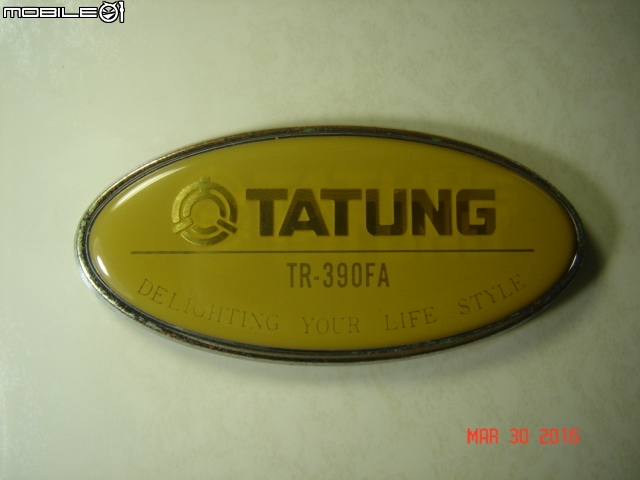 MOBILE01
TATUNG
TR-390FA
DELIGHTING YOUR LIFE STYLE
MAR 30 2016